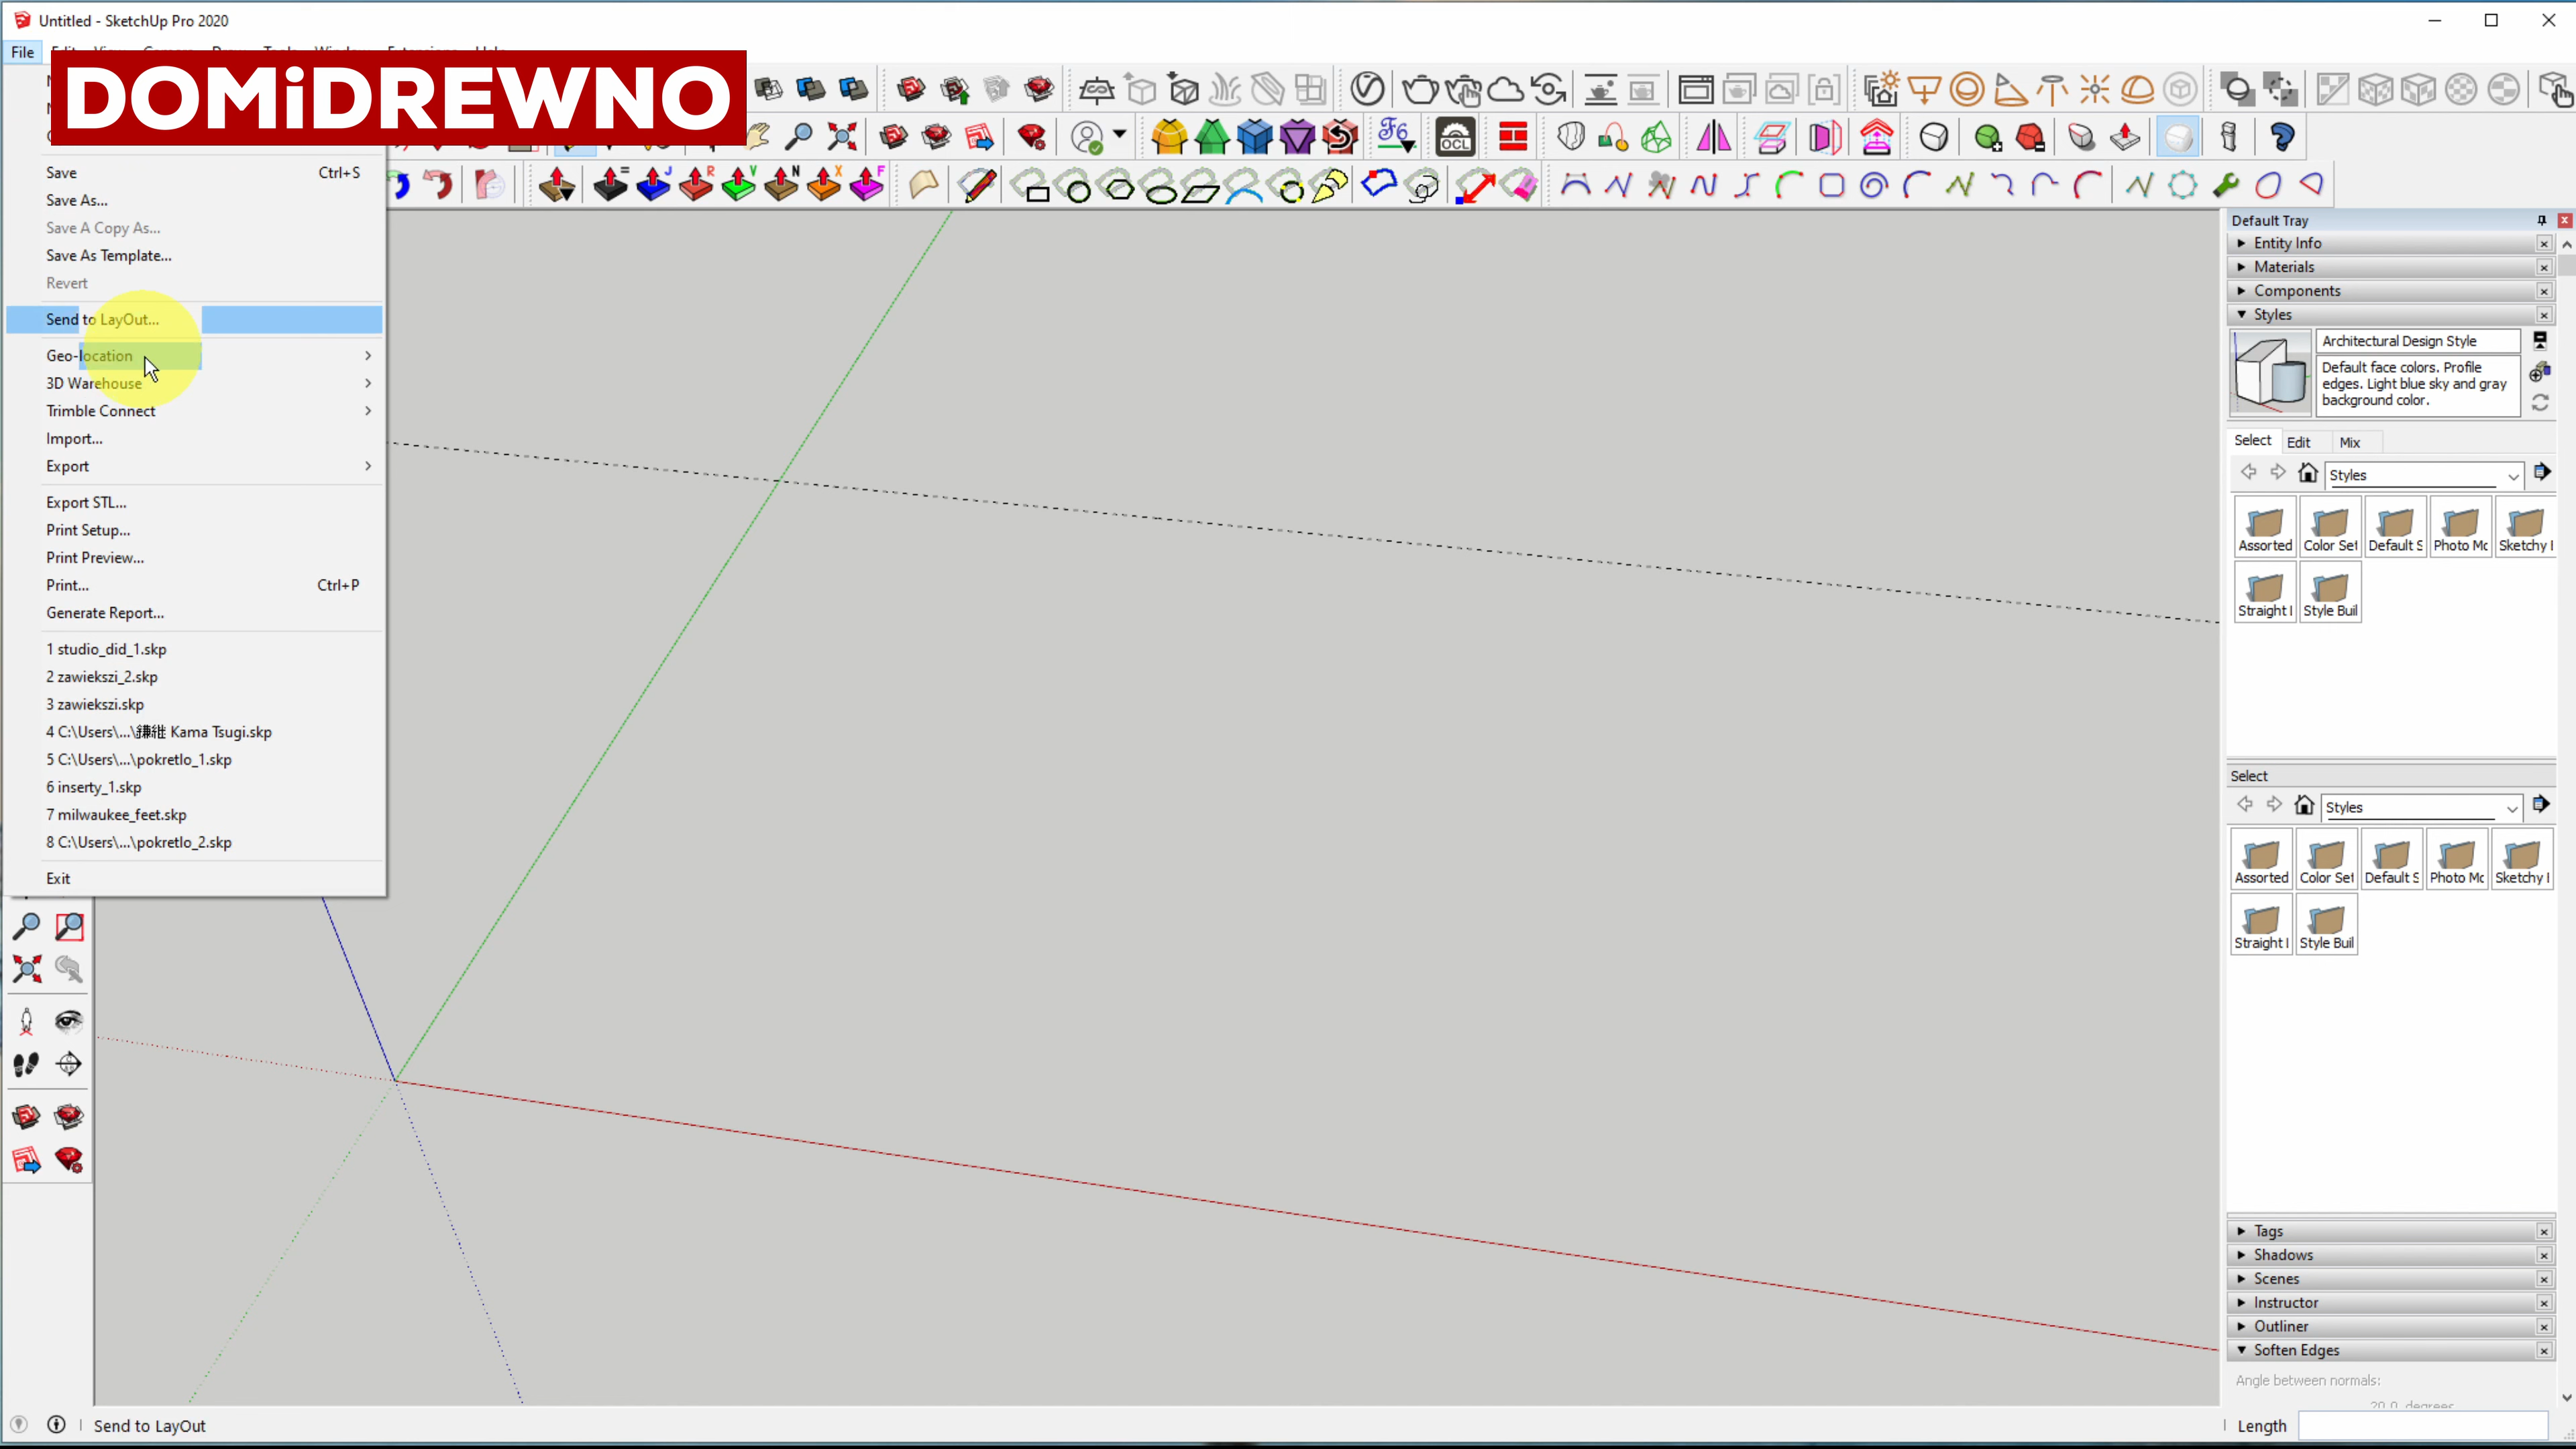 Untitled - SketchUp Pro 2020
File
DOMiDREWNO
Save Ctrl+S
Save As...
Save A Copy As...
Save As Template...
Revert
Send to LayOut...
Geo-location
3D Warehouse
Trimble Connect
Import...
Export
Export STL...
Print Setup...
Print Preview...
Print... Ctrl+P
Generate Report...
1 studio_did_1.skp
2 zawiekszi_2.skp
3 zawiekszi.skp
4 C:\Users\...\ Kama Tsugi.skp
5 C:\Users\...\pokretlo_1.skp
6 inserty_1.skp
7 milwaukee_feet.skp
8 C:\Users\...\pokretlo_2.skp
Exit
OCL
Default Tray
Entity Info
Materials
Components
Styles
Architectural Design Style
Default face colors. Profile
edges. Light blue sky and gray
background color.
Select Edit Mix
Styles
Assorted Color Set Default S Photo Mc Sketchy
Straight Style Buil
Select
Styles
Assorted Color Set Default S Photo Mc Sketchy
Straight Style Buil
Tags
Shadows
Scenes
Instructor
Outliner
Soften Edges
Angle between normals:
Send to LayOut
Length